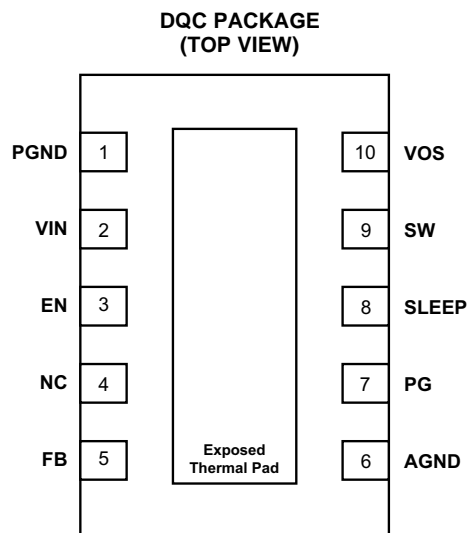 DQC PACKAGE
(TOP VIEW)
PGND 1 10 VOS
VIN 2 9 SW
EN 3 8 SLEEP
NC 4 7 PG
FB 5 6 AGND
Exposed
Thermal Pad